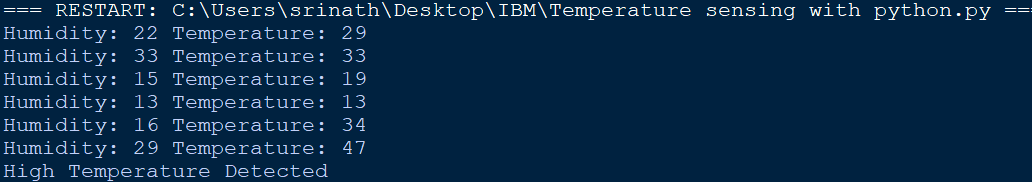 === RESTART: C:\Users\srinath\Desktop\IBM\Temperature sensing with python.py ===
Humidity: 22 Temperature: 29
Humidity: 33 Temperature: 33
Humidity: 15 Temperature: 19
Humidity: 13 Temperature: 13
Humidity: 16 Temperature: 34
Humidity: 29 Temperature: 47
High Temperature Detected